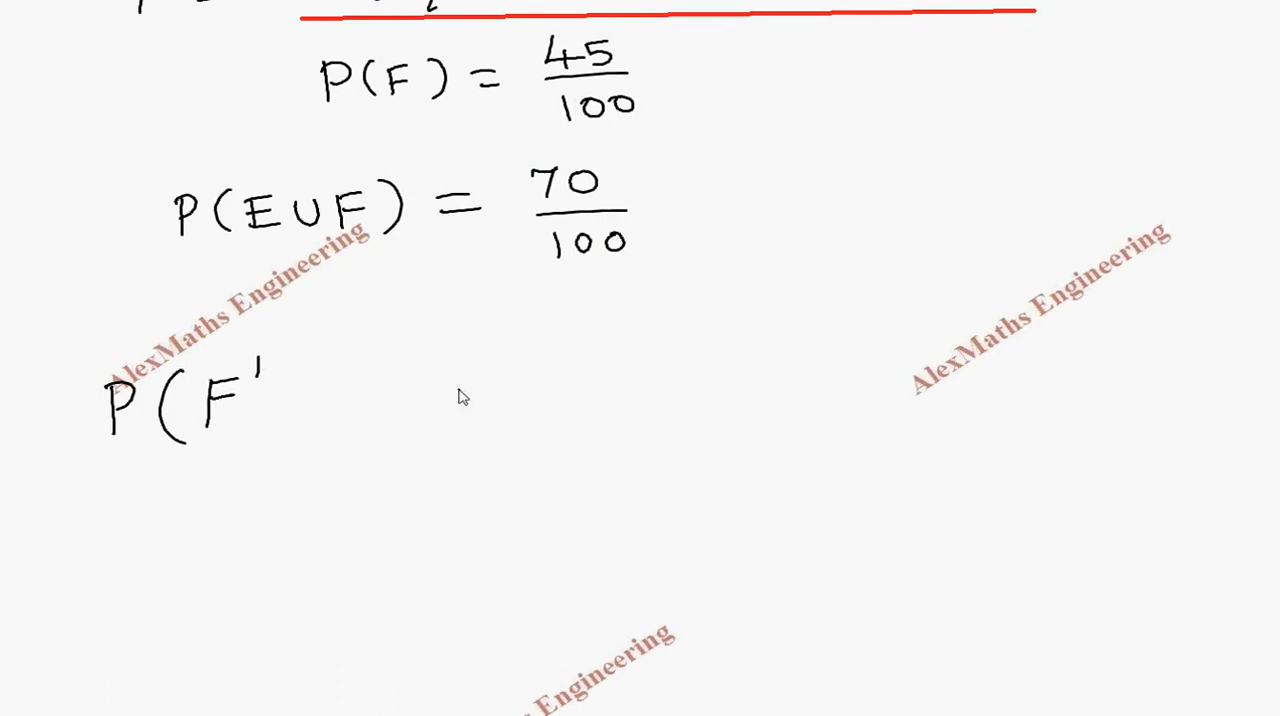 P(F) = 45/100
P(E∪F) = 70/100
AlexMaths Engineering
AlexMaths Engineering
P(F'
Engineering